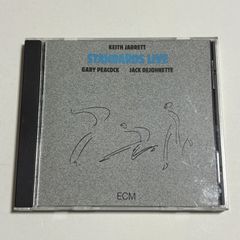 KEITH JARRETT
STANDARDS LIVE
GARY PEACOCK JACK DEJOHNETTE
ECM